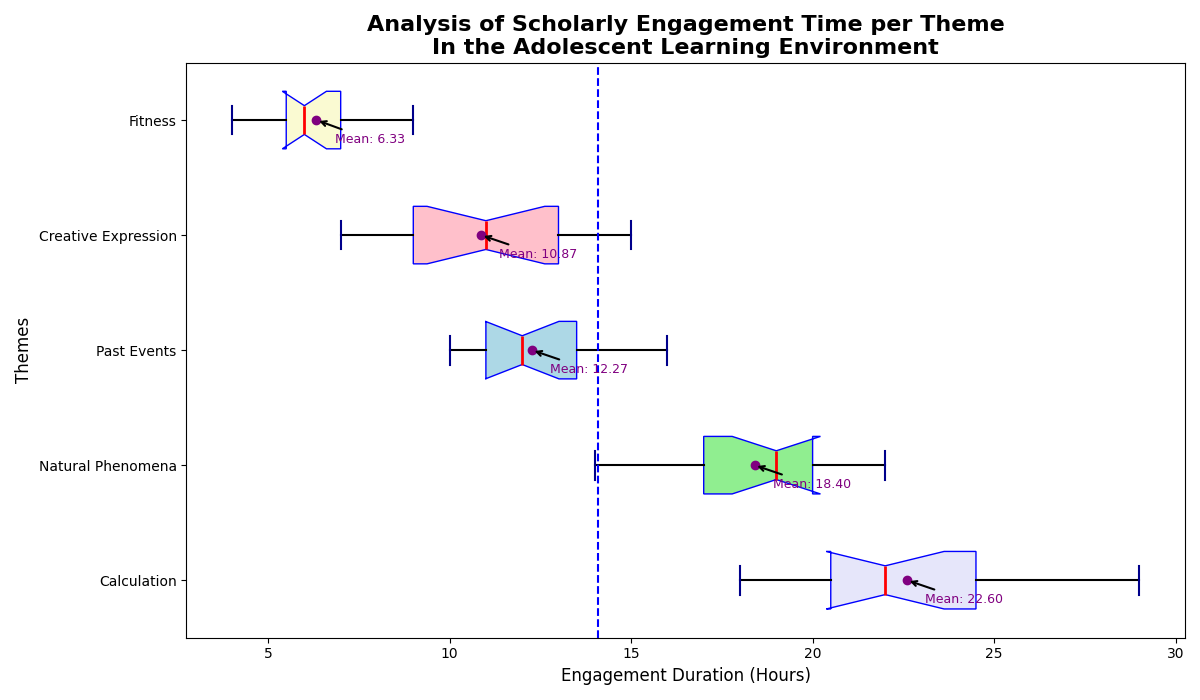 Analysis of Scholarly Engagement Time per Theme
In the Adolescent Learning Environment
Themes
Fitness
Mean: 6.33
Creative Expression
Mean: 10.87
Past Events
Mean: 12.27
Natural Phenomena
Mean: 18.40
Calculation
Mean: 22.60
5 10 15 20 25 30
Engagement Duration (Hours)